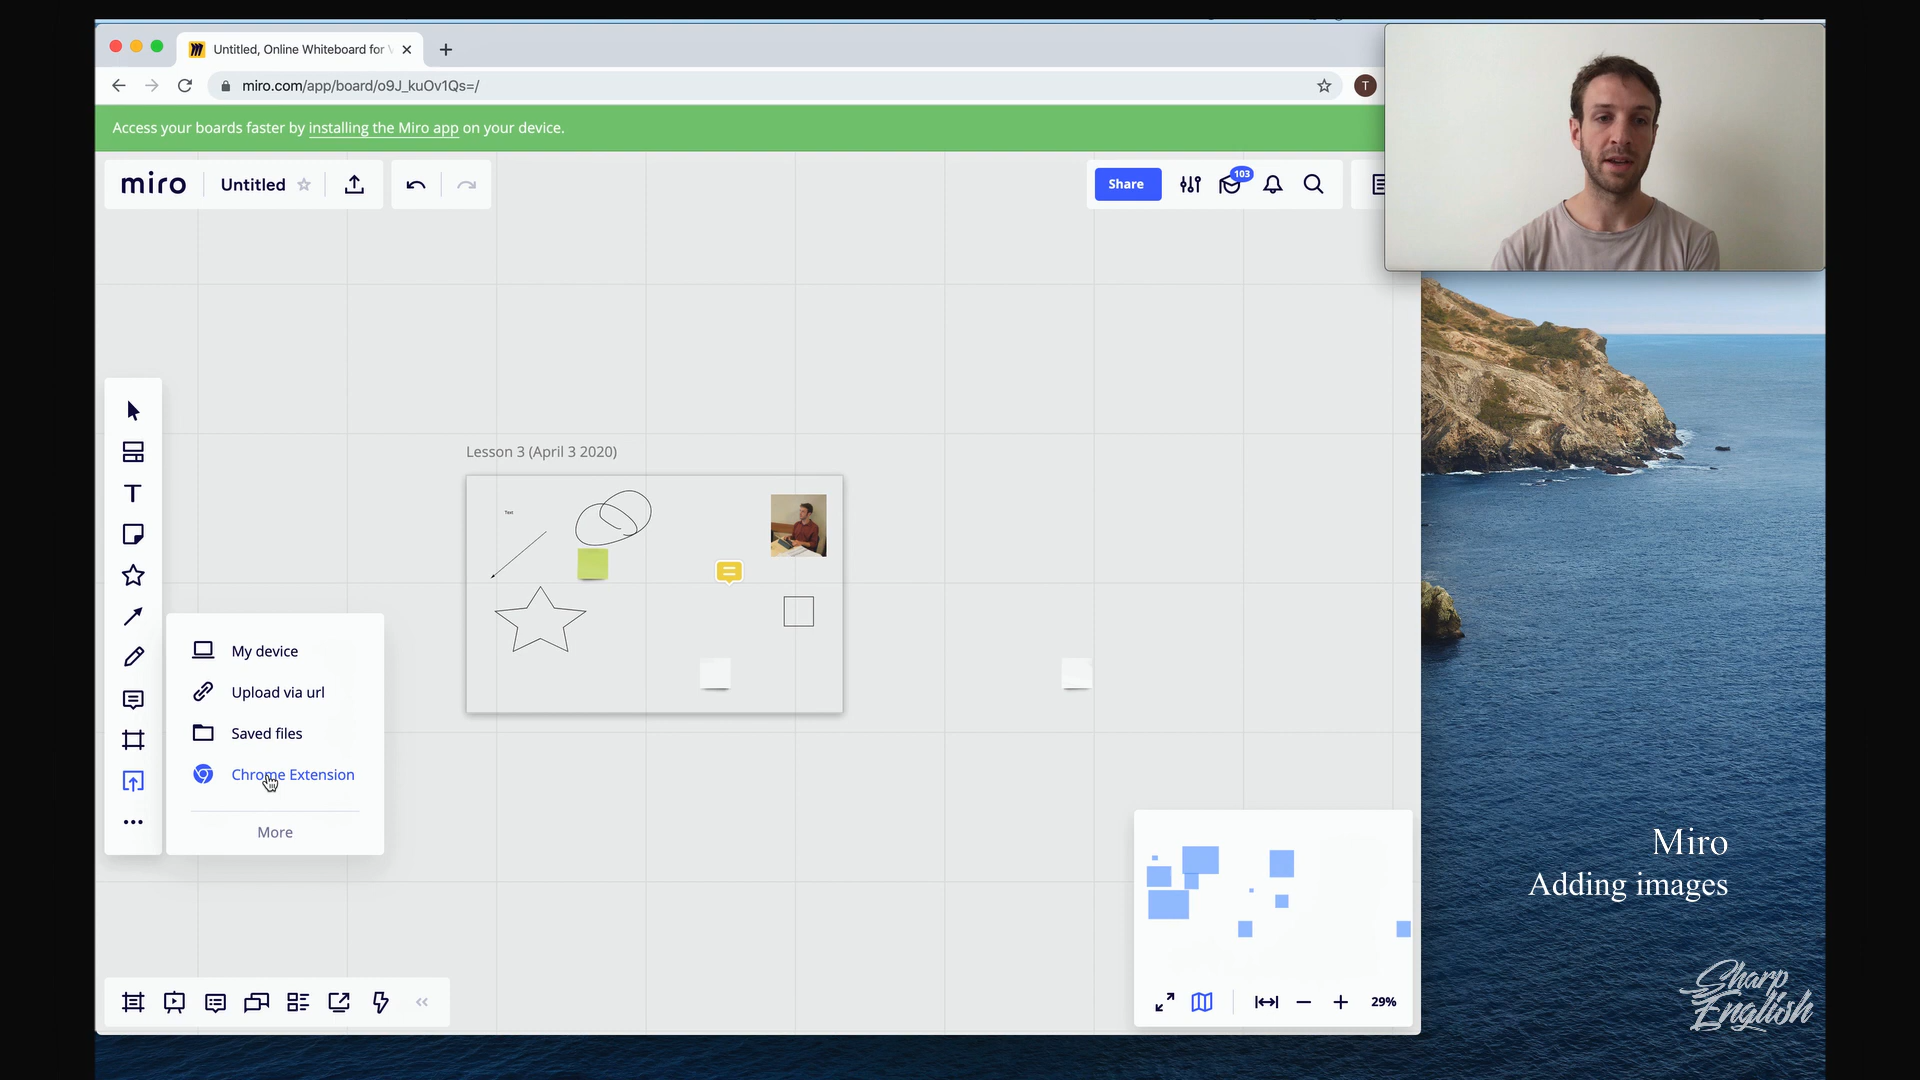 Untitled, Online Whiteboard for
miro.com/app/board/o9J_kuOv1Qs=/
T
Access your boards faster by installing the Miro app on your device.
miro
Untitled
Share
103
Lesson 3 (April 3 2020)
Text
T
My device
Upload via url
Saved files
Chrome Extension
More
29%
Miro
Adding images
Sharp
English